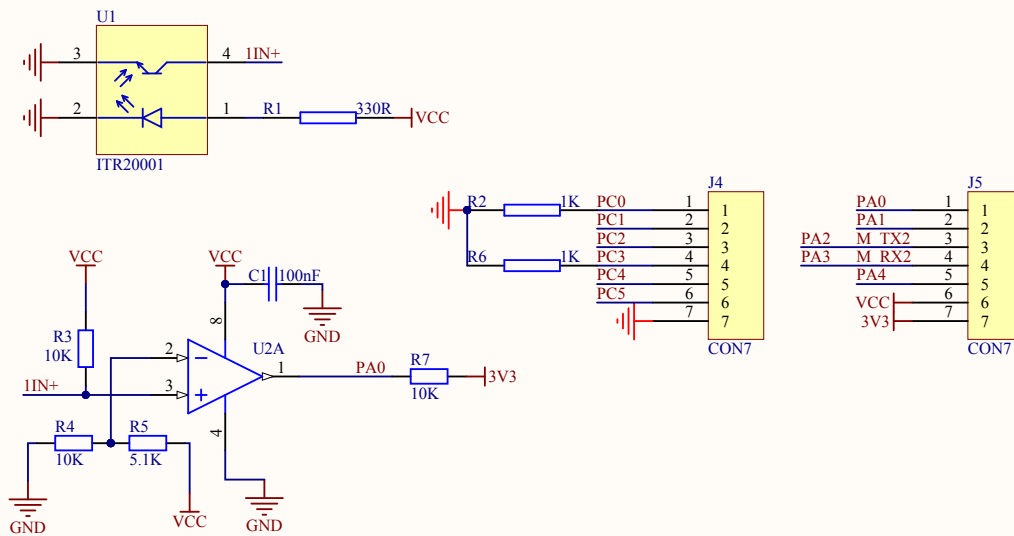 U1
3
4
1IN+
2
1
R1
330R
VCC
ITR20001
J4
J5
R2
1K
PC0
1
1
PC1
2
2
PC2
3
3
R6
1K
PC3
4
4
PC4
5
5
PC5
6
6
7
7
CON7
PA0
1
1
PA1
2
2
PA2
M_TX2
3
3
PA3
M_RX2
4
4
PA4
5
5
VCC
6
6
3V3
7
7
CON7
VCC
VCC
C1
100nF
GND
8
R3
10K
2
U2A
1
PA0
R7
10K
3V3
1IN+
3
4
R4
10K
R5
5.1K
GND
VCC
GND